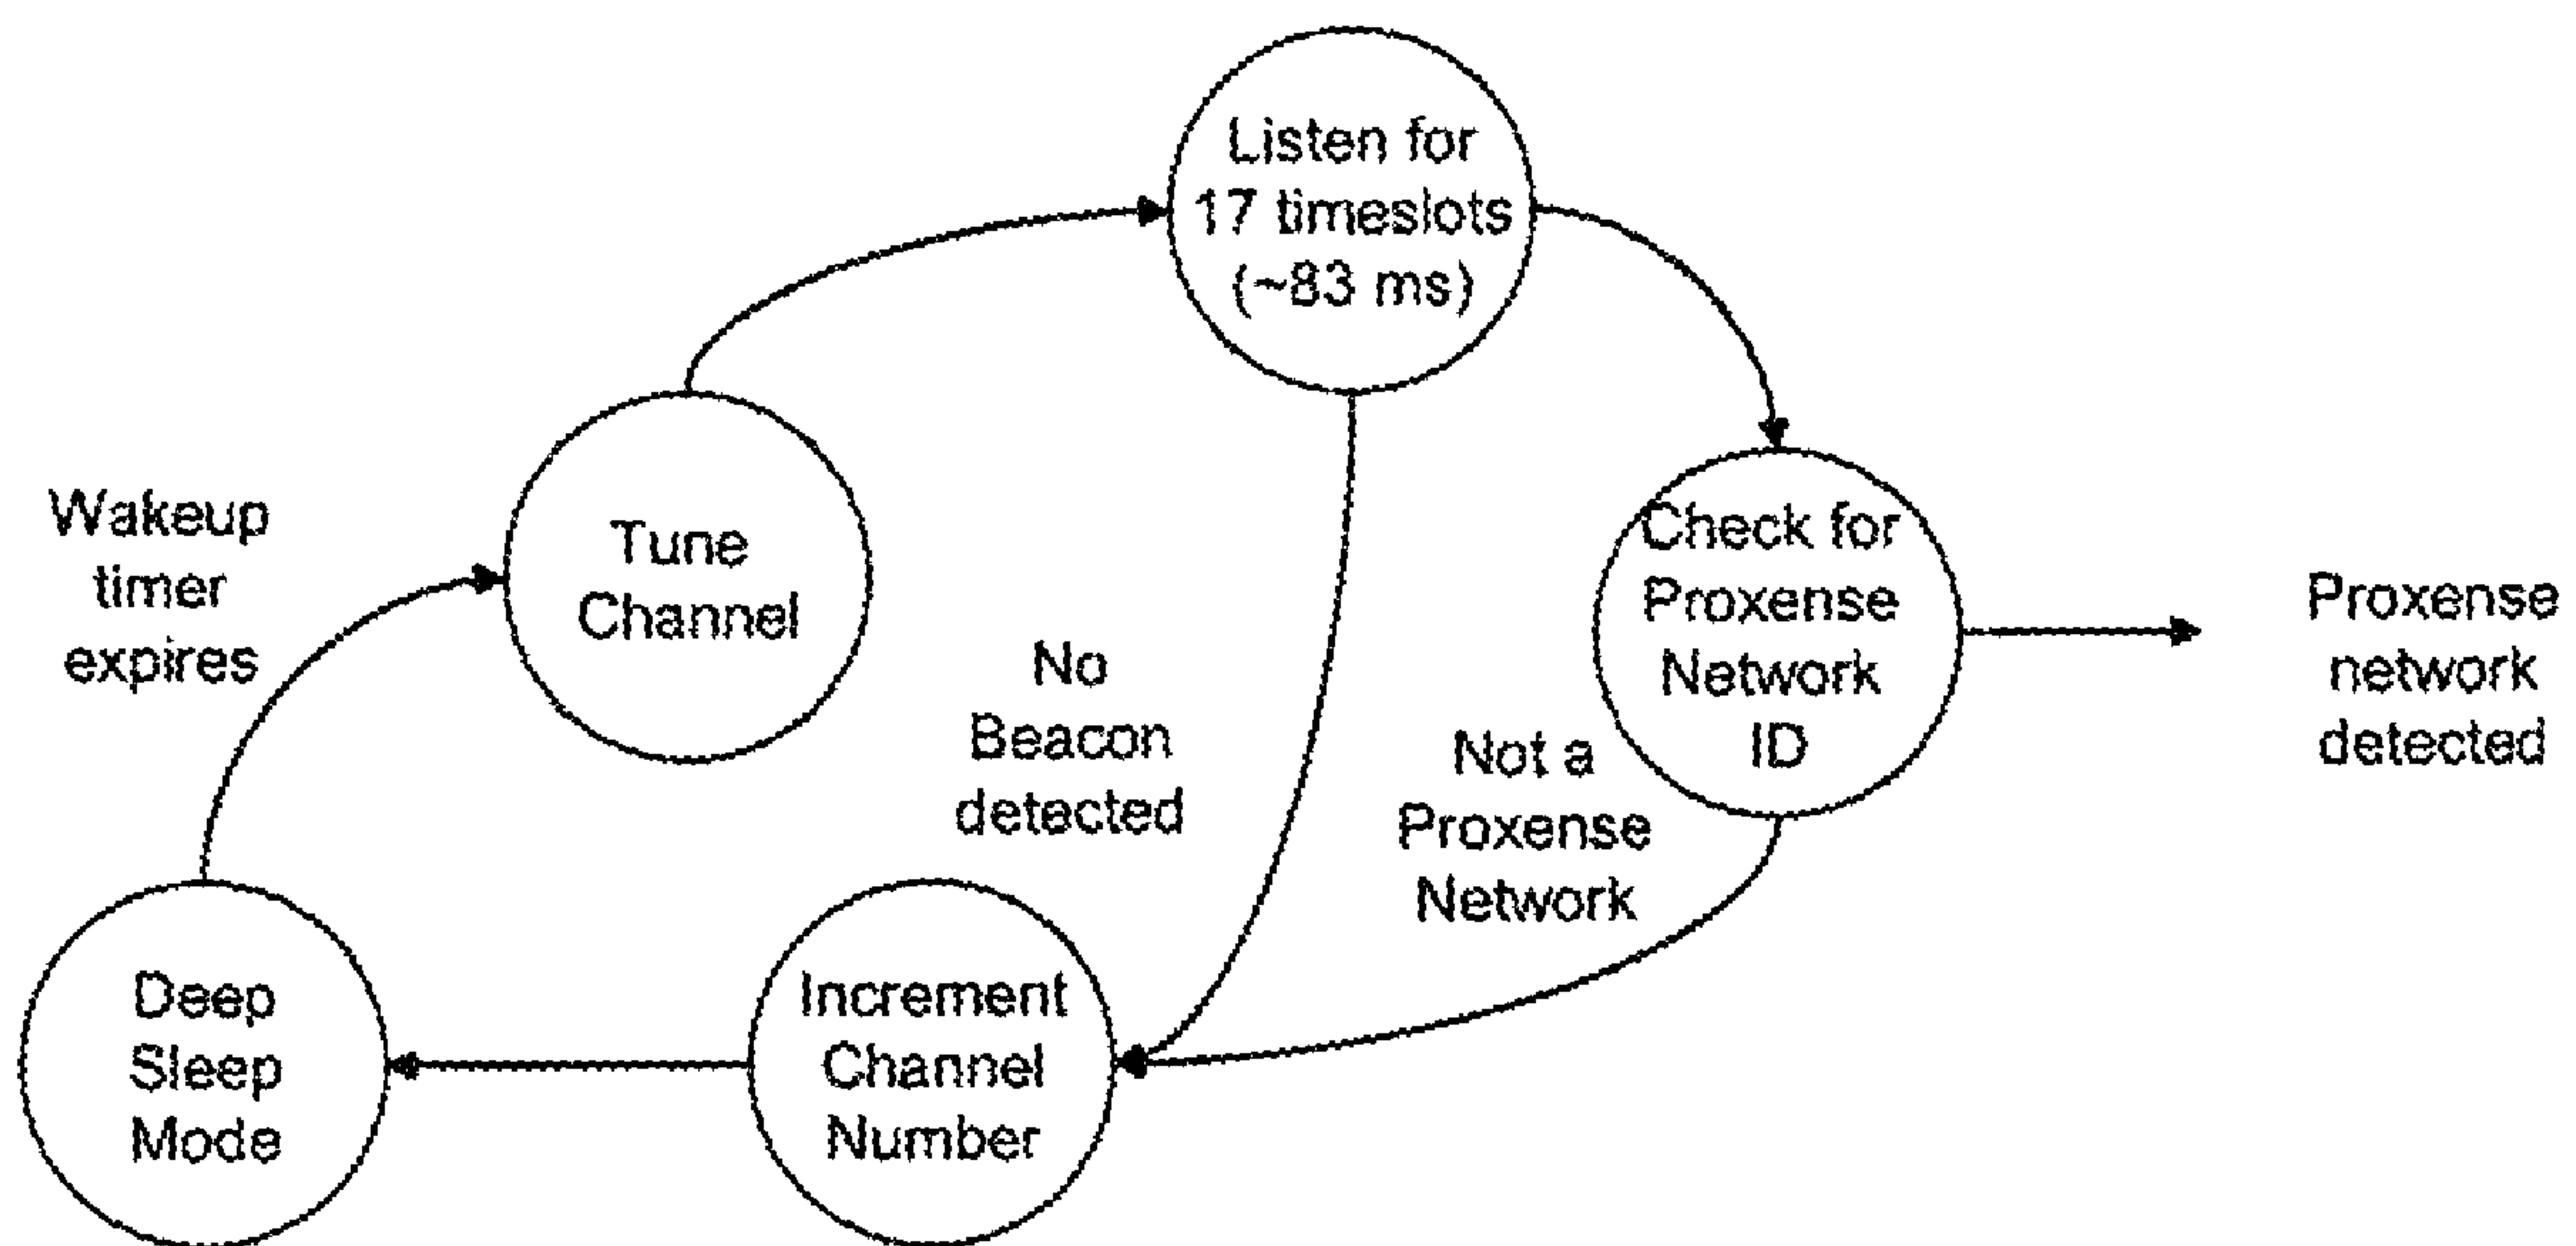 Listen for
17 timeslots
(~83 ms)
Wakeup
timer
expires
Tune
Channel
No
Beacon
detected
Check for
Proxense
Network
ID
Not a
Proxense
Network
Proxense
network
detected
Deep
Sleep
Mode
Increment
Channel
Number